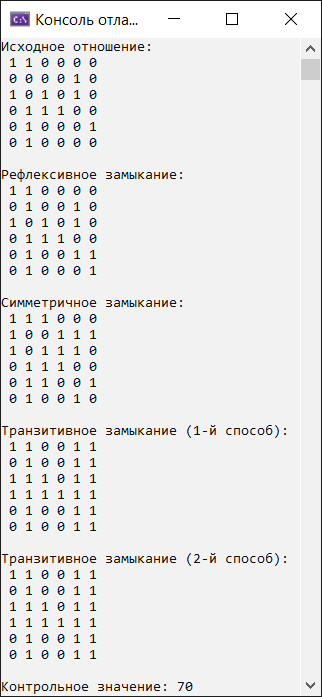 Консоль отла...
Исходное отношение:
1 1 0 0 0 0
0 0 0 0 1 0
1 0 1 0 1 0
0 1 1 1 0 0
0 1 0 0 0 1
0 1 0 0 0 0
Рефлексивное замыкание:
1 1 0 0 0 0
0 1 0 0 1 0
1 0 1 0 1 0
0 1 1 1 0 0
0 1 0 0 1 1
0 1 0 0 0 1
Симметричное замыкание:
1 1 1 0 0 0
1 0 0 1 1 1
1 0 1 1 1 0
0 1 1 1 0 0
0 1 1 0 0 1
0 1 0 0 1 0
Транзитивное замыкание (1-й способ):
1 1 0 0 1 1
0 1 0 0 1 1
1 1 1 0 1 1
1 1 1 1 1 1
0 1 0 0 1 1
0 1 0 0 1 1
Транзитивное замыкание (2-й способ):
1 1 0 0 1 1
0 1 0 0 1 1
1 1 1 0 1 1
1 1 1 1 1 1
0 1 0 0 1 1
0 1 0 0 1 1
Контрольное значение: 70